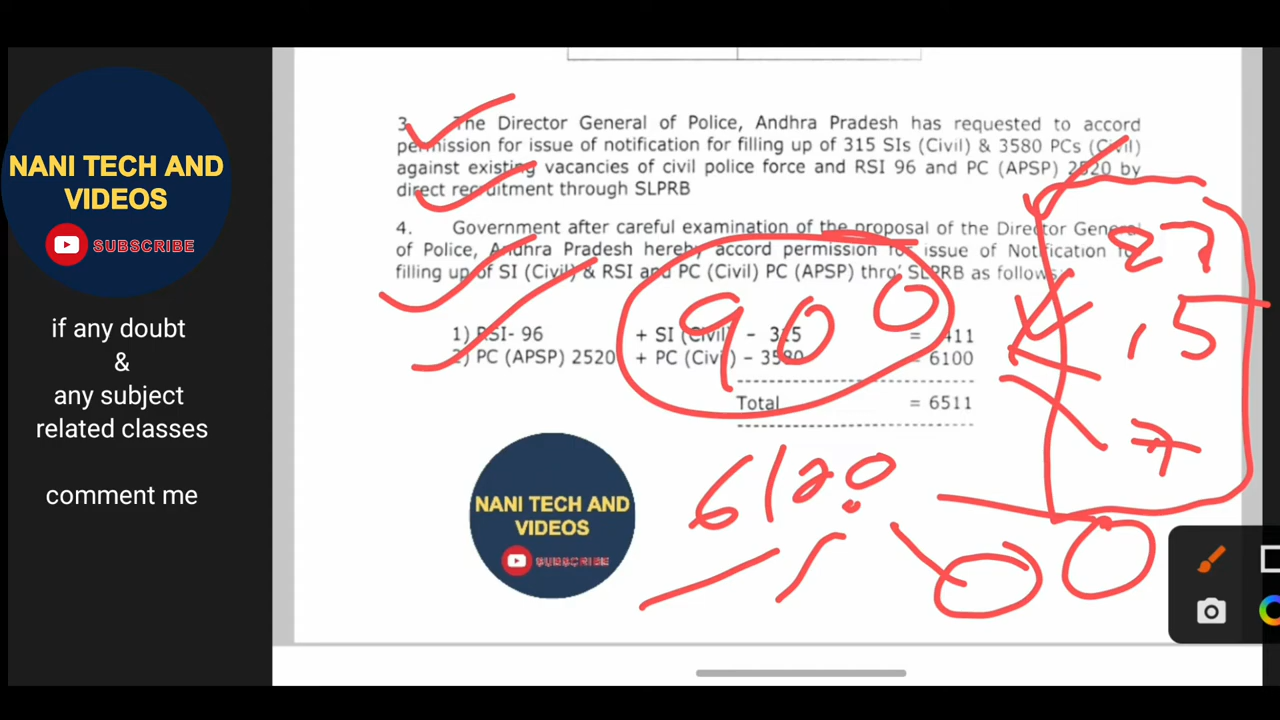 NANI TECH AND
VIDEOS
SUBSCRIBE
if any doubt
&
any subject
related classes
comment me
3. The Director General of Police, Andhra Pradesh has requested to accord
permission for issue of notification for filling up of 315 SIs (Civil) & 3580 PCs (Civil)
against existing vacancies of civil police force and RSI 96 and PC (APSP) 2520 by
direct recruitment through SLPRB
4. Government after careful examination of the proposal of the Director General
of Police, Andhra Pradesh hereby accord permission for issue of Notification for
filling up of SI (Civil) & RSI and PC (Civil) PC (APSP) thro' SLPRB as follows:
1) RSI- 96 + SI (Civil) - 315 = 411
2) PC (APSP) 2520 + PC (Civil) - 3580 = 6100
Total = 6511
900
27
15
7
6120
NANI TECH AND
VIDEOS
SUBSCRIBE